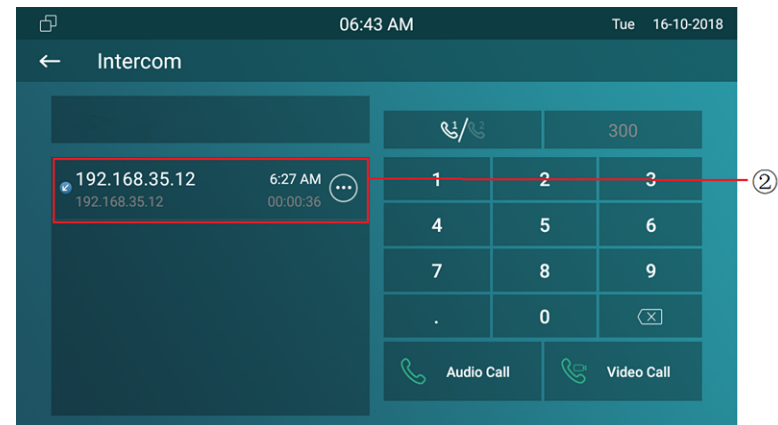 06:43 AM Tue 16-10-2018
Intercom
1/2 300
192.168.35.12 6:27 AM
192.168.35.12 00:00:36
1 2 3
4 5 6
7 8 9
. 0
Audio Call Video Call
②